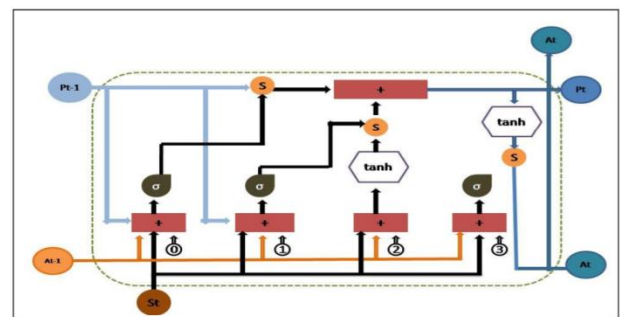 At
Pt-1
S
+
Pt
tanh
S
S
tanh
σ
σ
σ
+
+
+
+
0
1
2
3
At-1
At
St